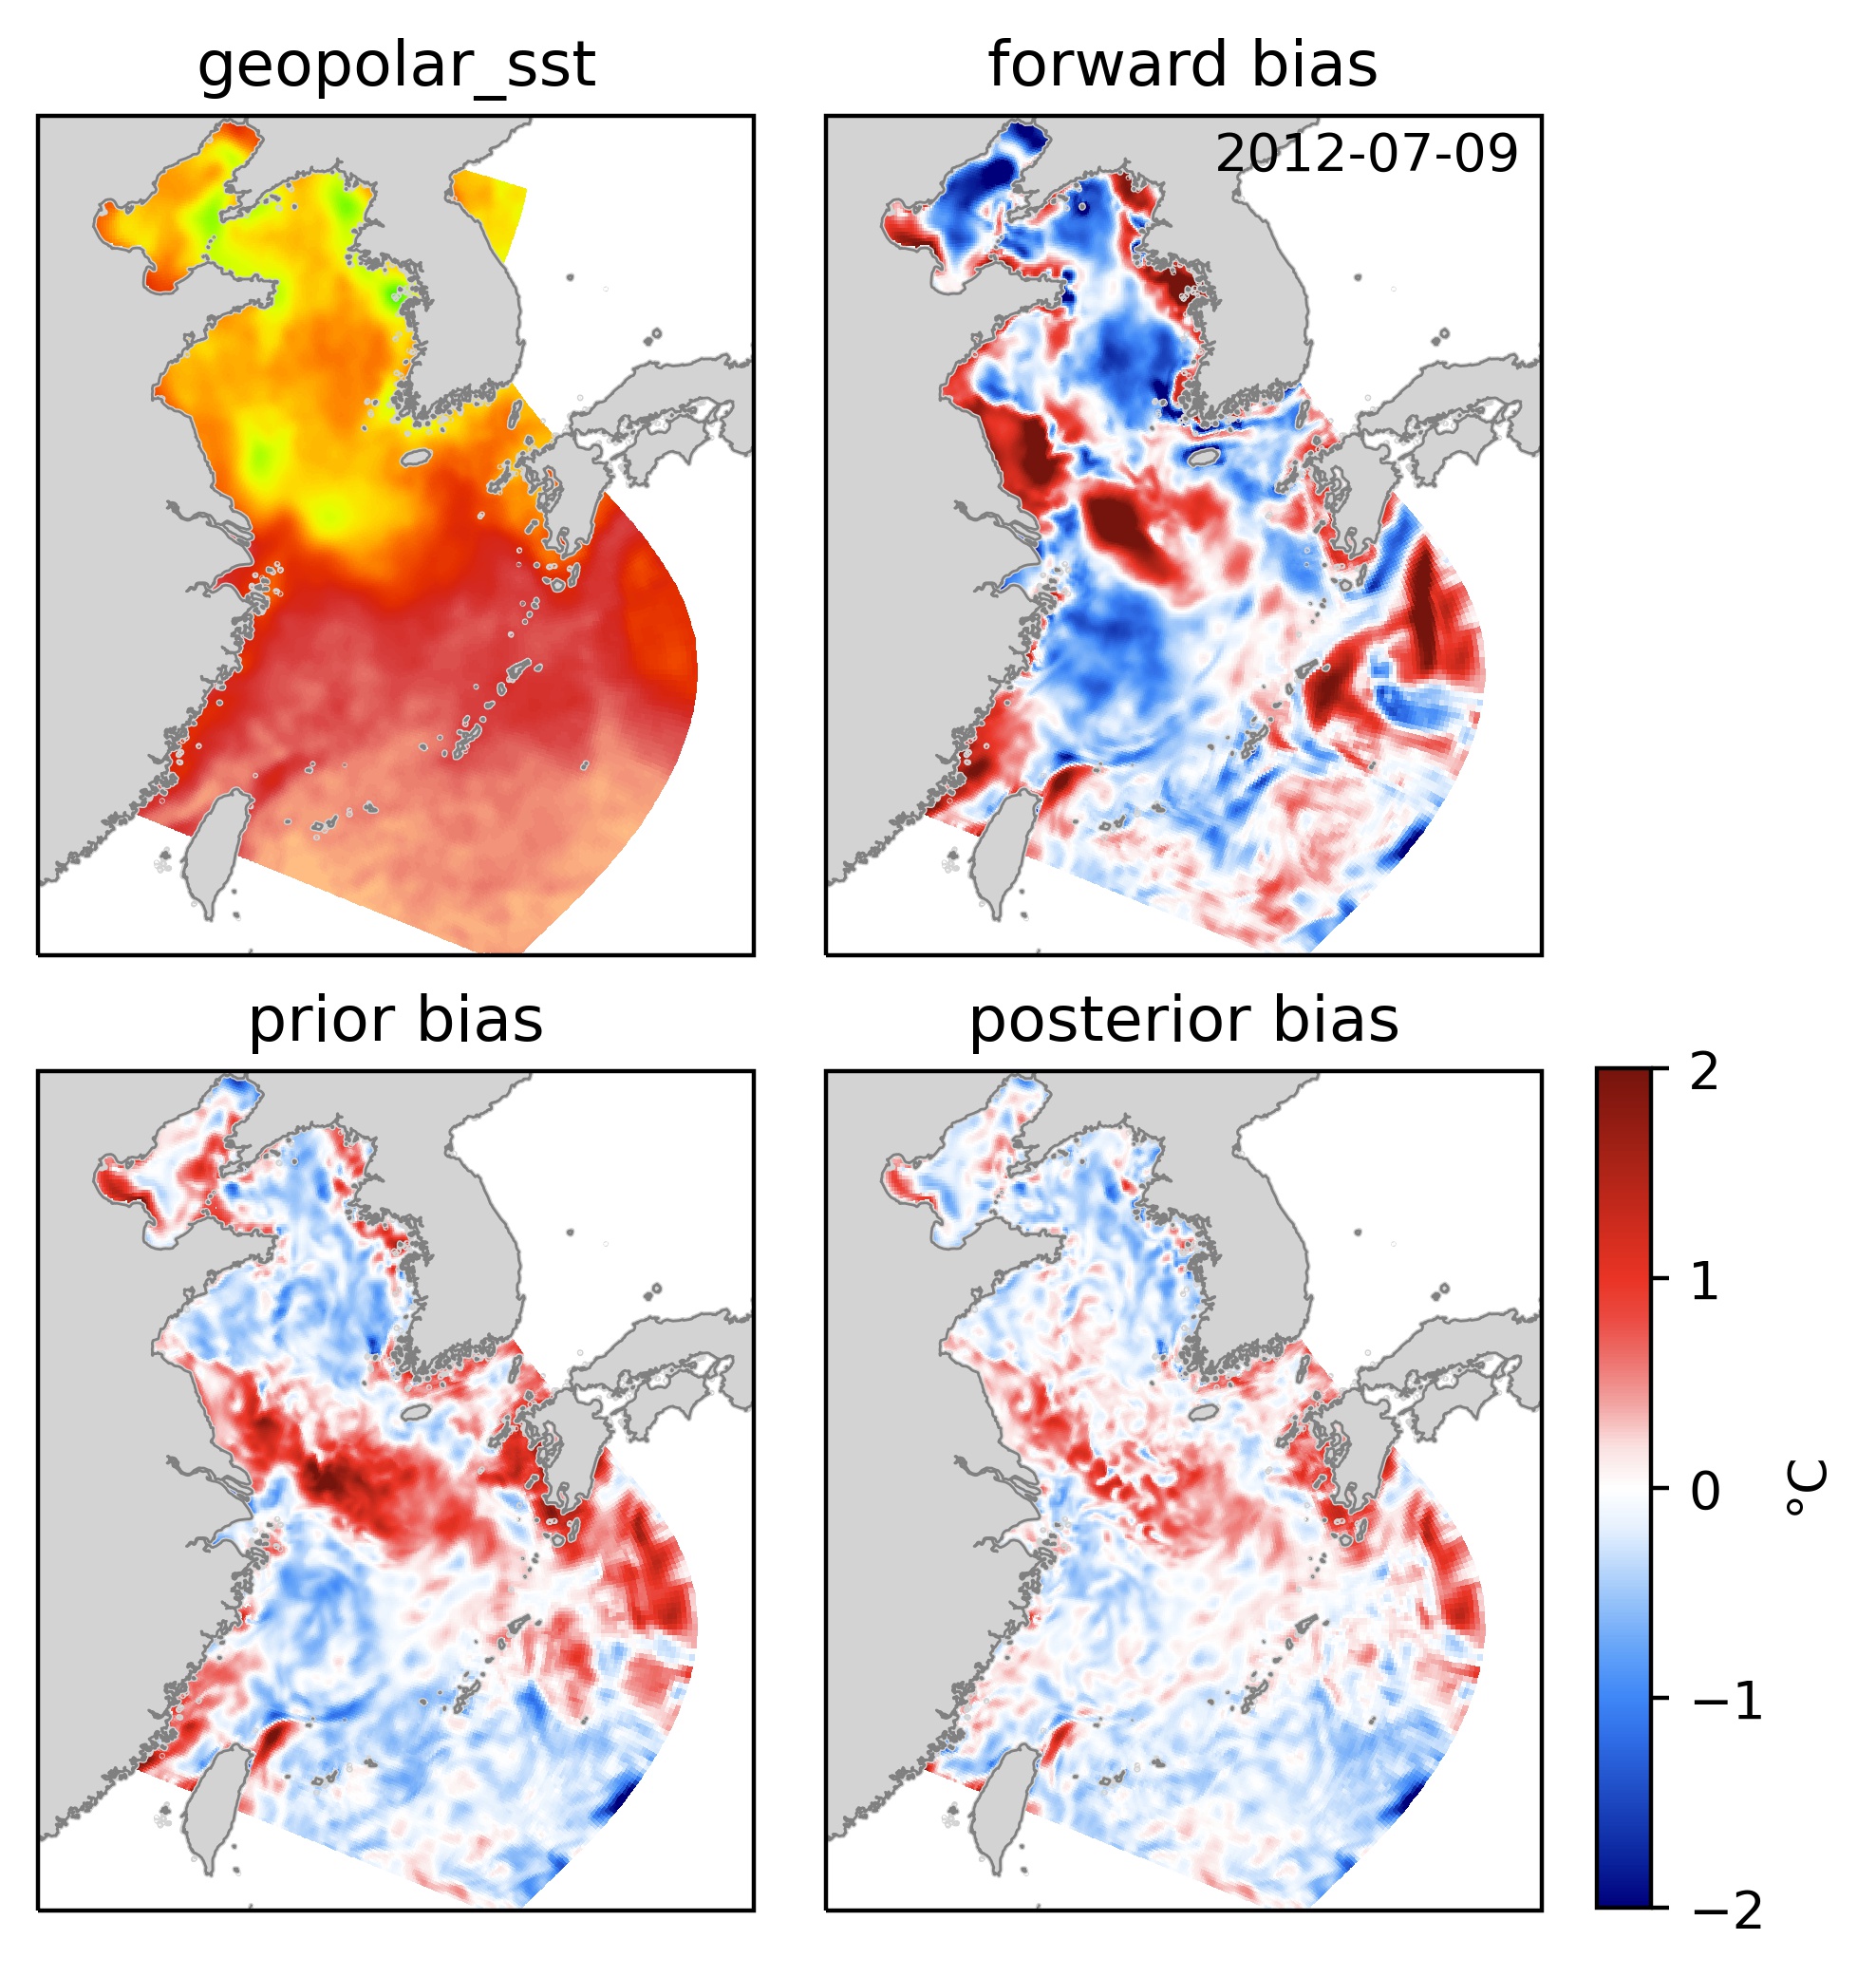 geopolar_sst
forward bias
2012-07-09
prior bias
posterior bias
2
1
0
−1
−2
°C